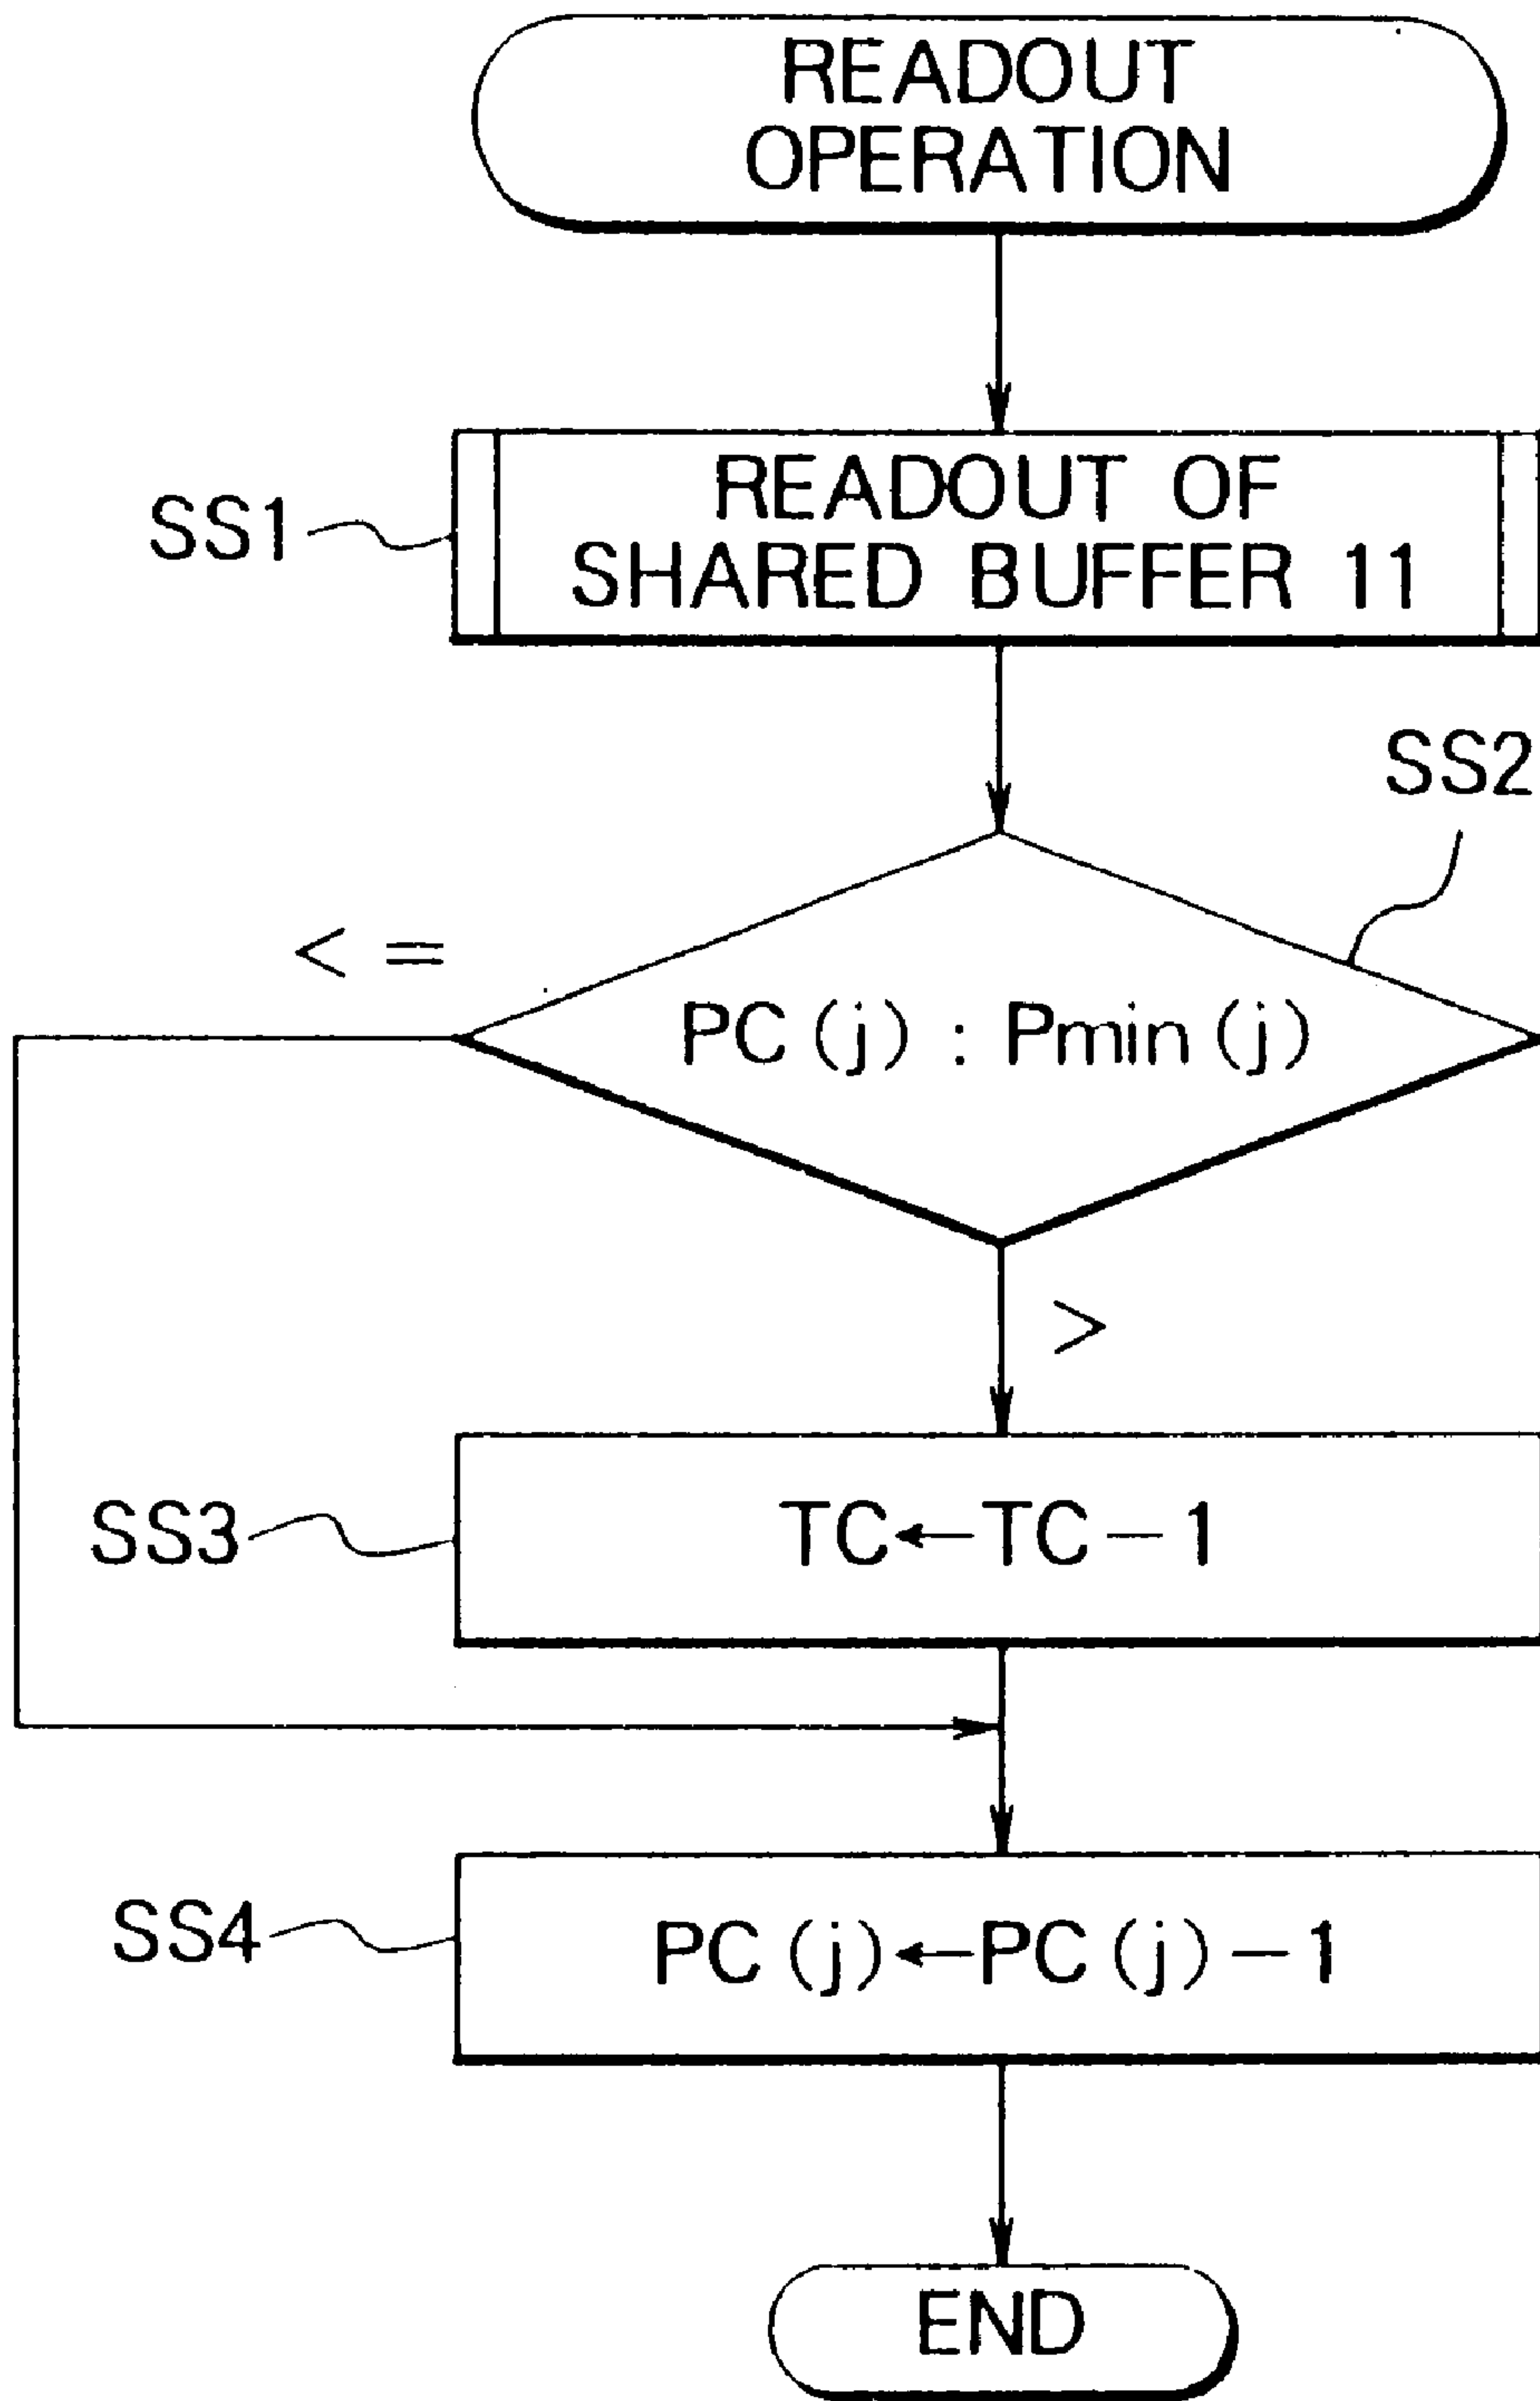 READOUT
OPERATION
SS1
READOUT OF
SHARED BUFFER 11
SS2
< =
PC (j) : Pmin (j)
>
SS3
TC←TC-1
SS4
PC (j)←PC (j)-1
END